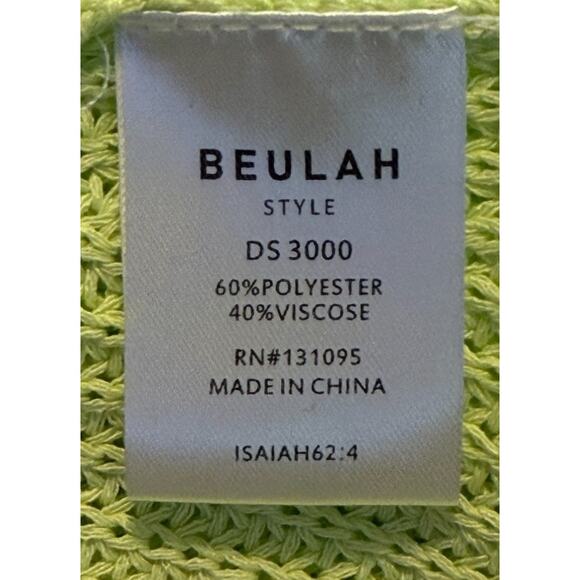 BEULAH
STYLE
DS 3000
60%POLYESTER
40%VISCOSE
RN#131095
MADE IN CHINA
ISAIAH62:4